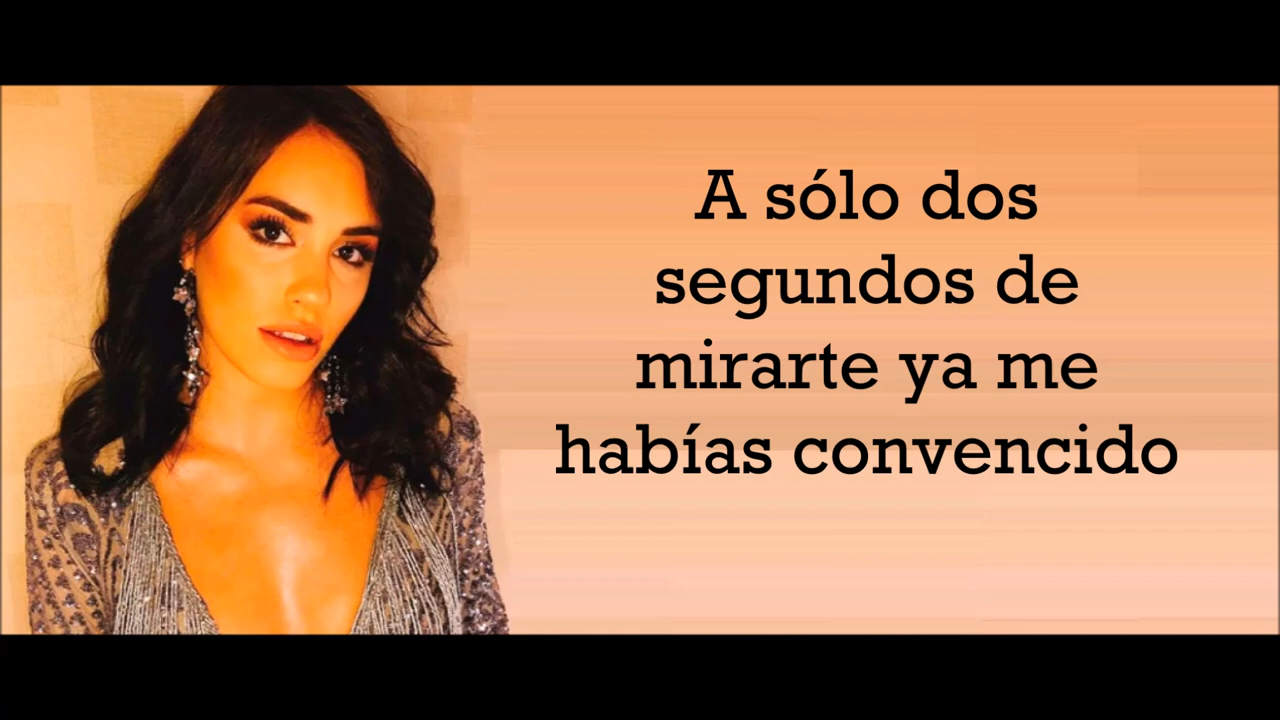 A sólo dos
segundos de
mirarte ya me
habías convencido